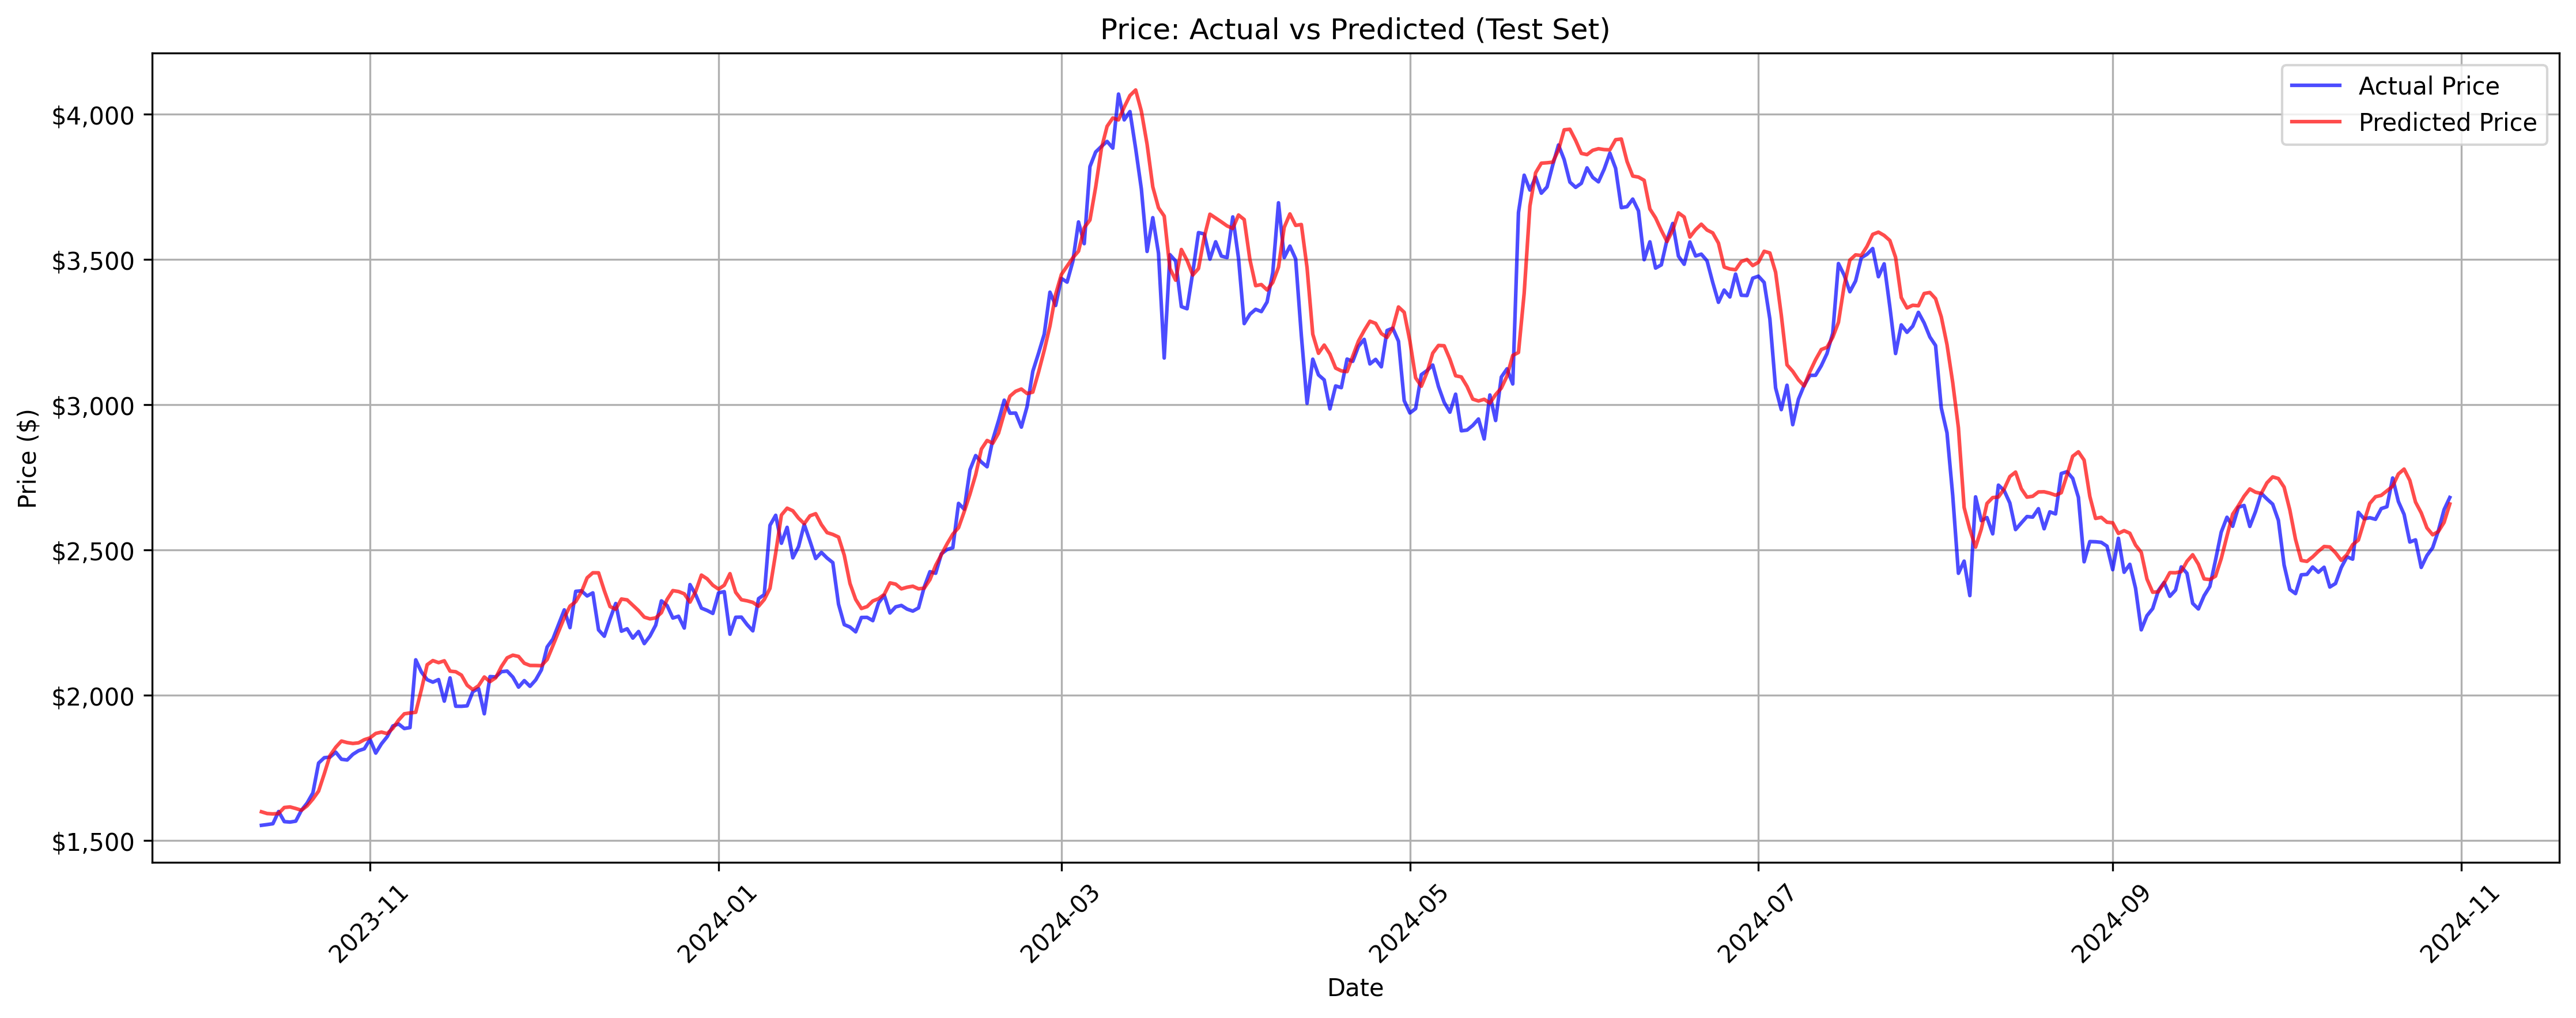 Price: Actual vs Predicted (Test Set)
Actual Price
Predicted Price
Price ($)
$4,000
$3,500
$3,000
$2,500
$2,000
$1,500
2023-11
2024-01
2024-03
2024-05
2024-07
2024-09
2024-11
Date